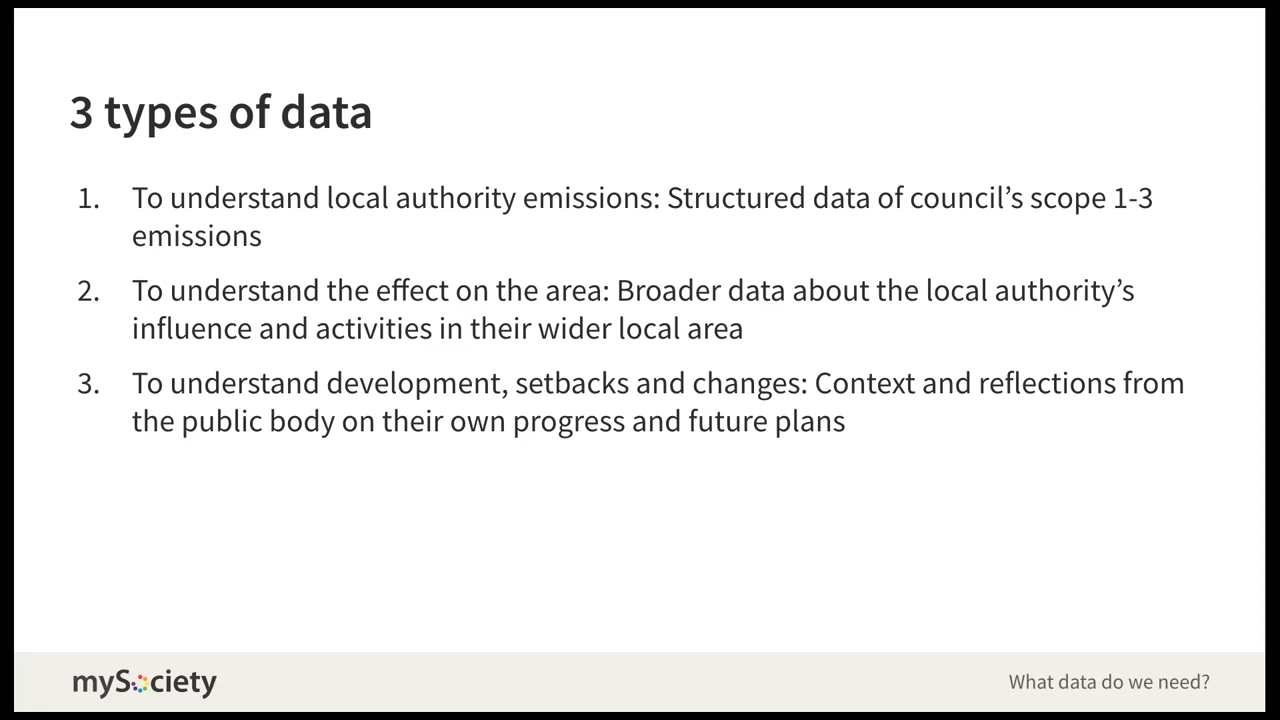 3 types of data
1. To understand local authority emissions: Structured data of council’s scope 1-3
emissions
2. To understand the effect on the area: Broader data about the local authority’s
influence and activities in their wider local area
3. To understand development, setbacks and changes: Context and reflections from
the public body on their own progress and future plans
mySociety
What data do we need?